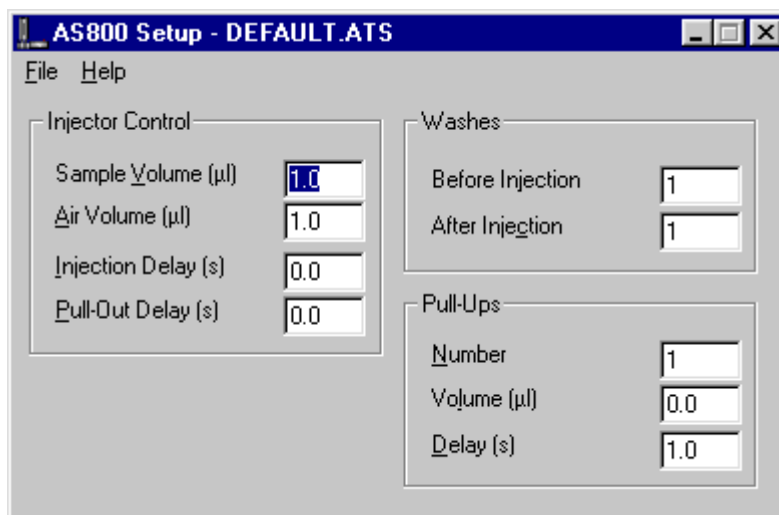 AS800 Setup - DEFAULT.ATS
File Help
Injector Control
Sample Volume (µl) 1.0
Air Volume (µl) 1.0
Injection Delay (s) 0.0
Pull-Out Delay (s) 0.0
Washes
Before Injection 1
After Injection 1
Pull-Ups
Number 1
Volume (µl) 0.0
Delay (s) 1.0